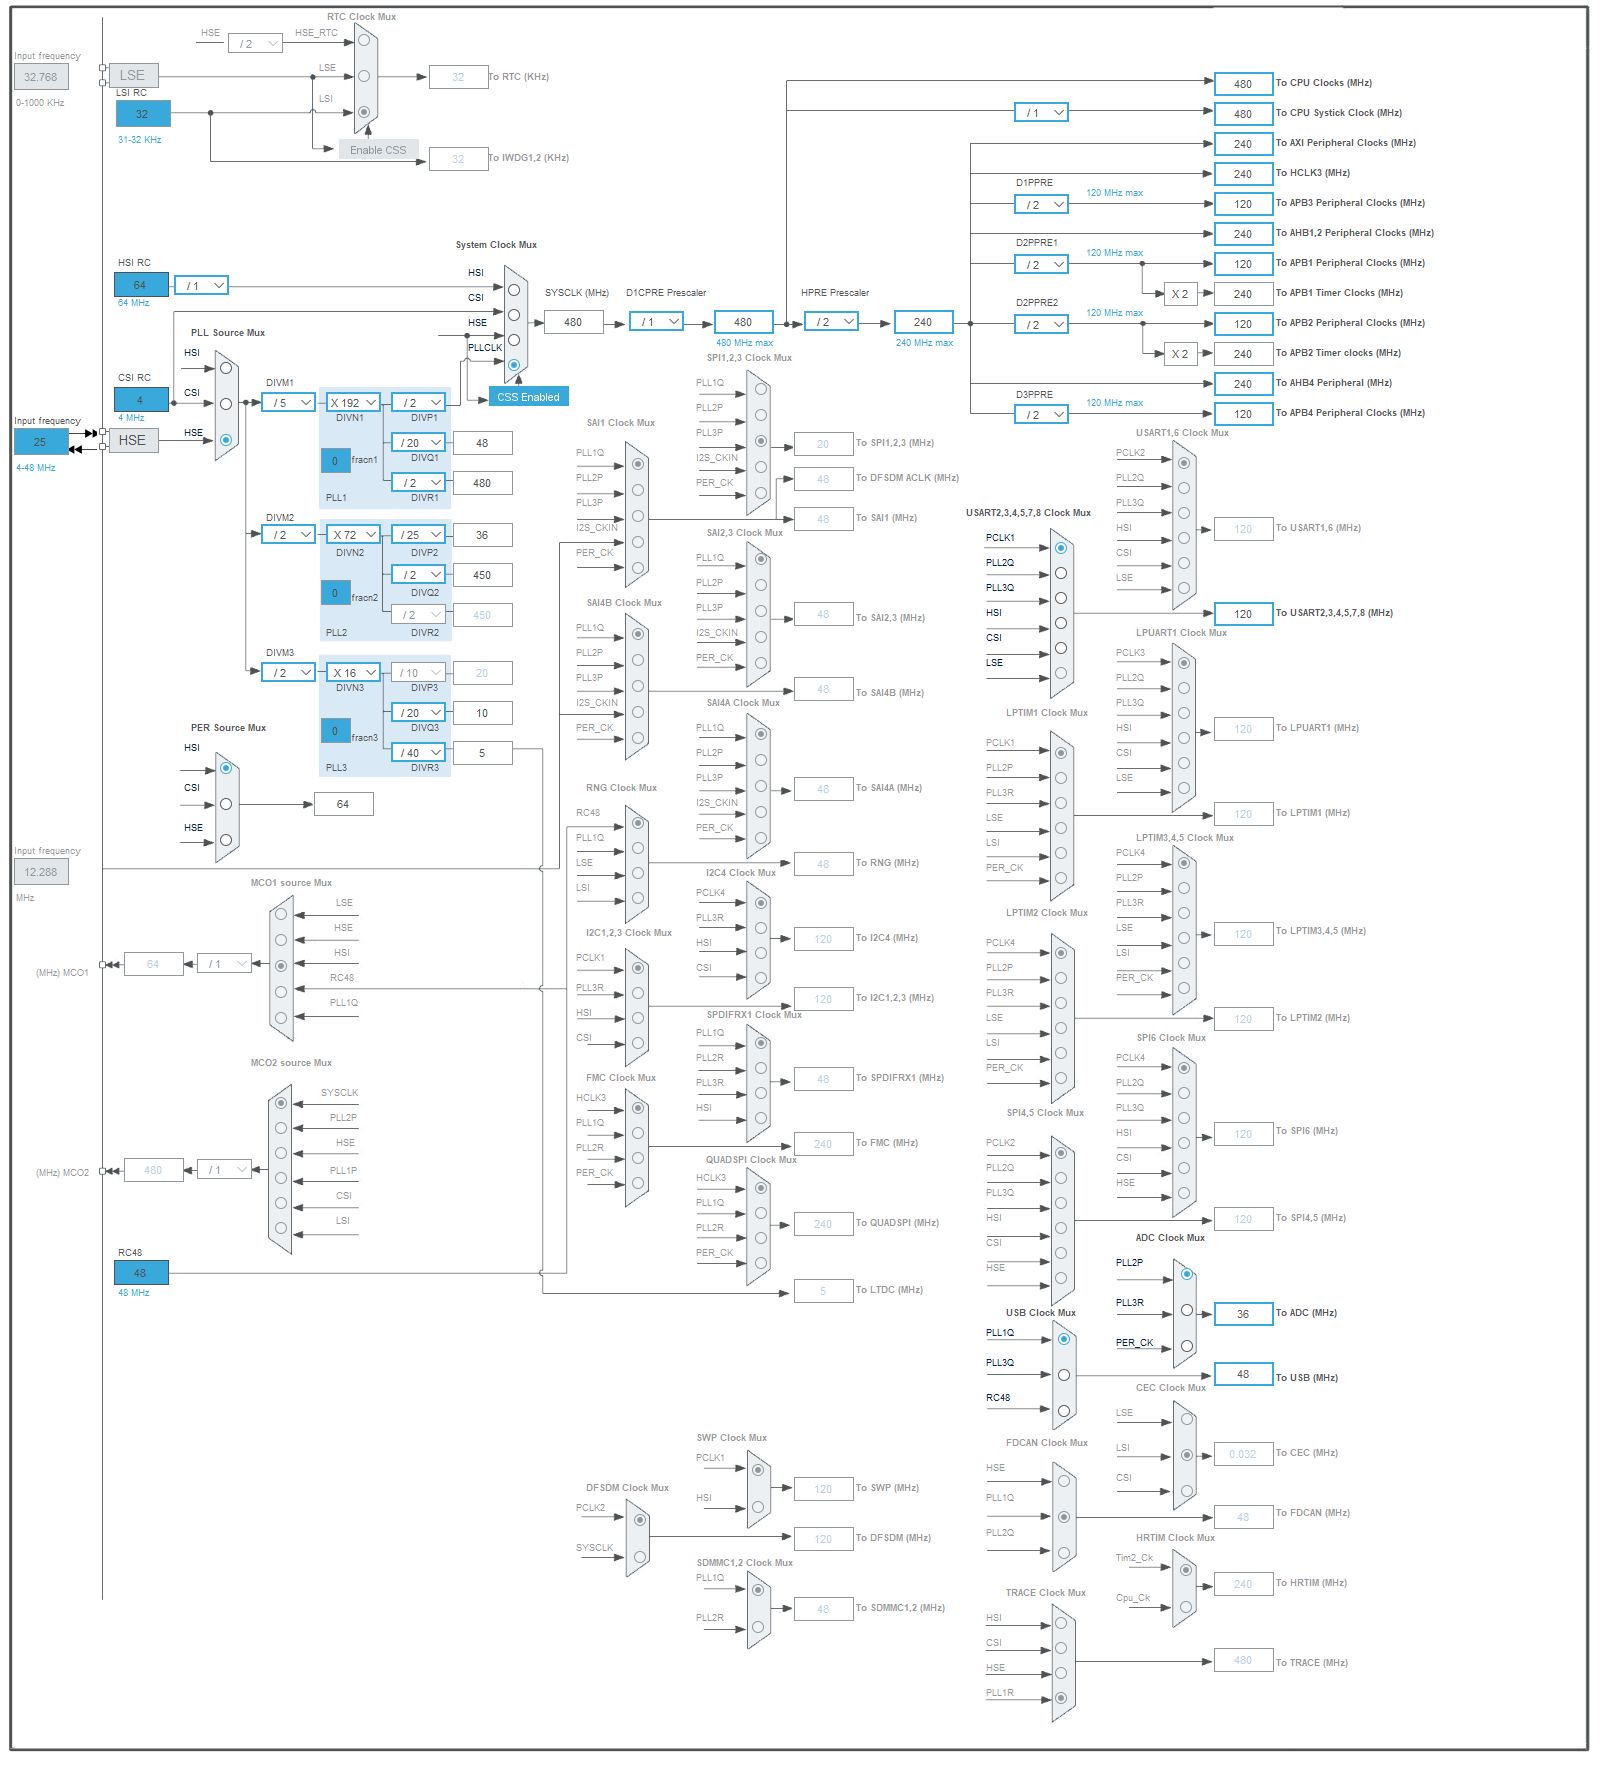 RTC Clock Mux
HSE
/ 2
HSE_RTC
Input frequency
32.768
0-1000 KHz
LSE
LSE
32
To RTC (KHz)
LSI RC
32
31-32 KHz
LSI
Enable CSS
32
To IWDG1,2 (KHz)
480
To CPU Clocks (MHz)
/ 1
480
To CPU Systick Clock (MHz)
240
To AXI Peripheral Clocks (MHz)
240
To HCLK3 (MHz)
D1PPRE
/ 2
120 MHz max
120
To APB3 Peripheral Clocks (MHz)
240
To AHB1,2 Peripheral Clocks (MHz)
D2PPRE1
/ 2
120 MHz max
120
To APB1 Peripheral Clocks (MHz)
X 2
240
To APB1 Timer Clocks (MHz)
D2PPRE2
/ 2
120 MHz max
120
To APB2 Peripheral Clocks (MHz)
X 2
240
To APB2 Timer clocks (MHz)
240
To AHB4 Peripheral (MHz)
D3PPRE
/ 2
120 MHz max
120
To APB4 Peripheral Clocks (MHz)
System Clock Mux
HSI RC
64
64 MHz
/ 1
HSI
CSI
HSE
PLLCLK
CSS Enabled
SYSCLK (MHz)
480
D1CPRE Prescaler
/ 1
480
480 MHz max
HPRE Prescaler
/ 2
240
240 MHz max
PLL Source Mux
HSI
CSI
HSE
CSI RC
4
4 MHz
Input frequency
25
4-48 MHz
HSE
DIVM1
/ 5
X 192
DIVN1
/ 2
DIVP1
/ 20
48
DIVQ1
0
fracn1
/ 2
480
PLL1
DIVR1
DIVM2
/ 2
X 72
DIVN2
/ 25
36
DIVP2
/ 2
450
DIVQ2
0
fracn2
/ 2
450
PLL2
DIVR2
DIVM3
/ 2
X 16
DIVN3
/ 10
20
DIVP3
/ 20
10
DIVQ3
0
fracn3
/ 40
5
PLL3
DIVR3
PER Source Mux
HSI
CSI
HSE
64
Input frequency
12.288
MHz
MCO1 source Mux
LSE
HSE
HSI
RC48
PLL1Q
(MHz) MCO1
64
/ 1
MCO2 source Mux
SYSCLK
PLL2P
HSE
PLL1P
CSI
LSI
(MHz) MCO2
480
/ 1
RC48
48
48 MHz
SPI1,2,3 Clock Mux
PLL1Q
PLL2P
PLL3P
I2S_CKIN
PER_CK
20
To SPI1,2,3 (MHz)
48
To DFSDM ACLK (MHz)
SAI1 Clock Mux
PLL1Q
PLL2P
PLL3P
I2S_CKIN
PER_CK
48
To SAI1 (MHz)
SAI2,3 Clock Mux
PLL1Q
PLL2P
PLL3P
I2S_CKIN
PER_CK
48
To SAI2,3 (MHz)
SAI4B Clock Mux
PLL1Q
PLL2P
PLL3P
I2S_CKIN
PER_CK
48
To SAI4B (MHz)
SAI4A Clock Mux
PLL1Q
PLL2P
PLL3P
I2S_CKIN
PER_CK
48
To SAI4A (MHz)
RNG Clock Mux
RC48
PLL1Q
LSE
LSI
48
To RNG (MHz)
I2C4 Clock Mux
PCLK4
PLL3R
HSI
CSI
120
To I2C4 (MHz)
I2C1,2,3 Clock Mux
PCLK1
PLL3R
HSI
CSI
120
To I2C1,2,3 (MHz)
SPDIFRX1 Clock Mux
PLL1Q
PLL2R
PLL3R
HSI
48
To SPDIFRX1 (MHz)
FMC Clock Mux
HCLK3
PLL1Q
PLL2R
PER_CK
240
To FMC (MHz)
QUADSPI Clock Mux
HCLK3
PLL1Q
PLL2R
PER_CK
240
To QUADSPI (MHz)
5
To LTDC (MHz)
SWP Clock Mux
PCLK1
HSI
120
To SWP (MHz)
DFSDM Clock Mux
PCLK2
SYSCLK
120
To DFSDM (MHz)
SDMMC1,2 Clock Mux
PLL1Q
PLL2R
48
To SDMMC1,2 (MHz)
USART1,6 Clock Mux
PCLK2
PLL2Q
PLL3Q
HSI
CSI
LSE
120
To USART1,6 (MHz)
USART2,3,4,5,7,8 Clock Mux
PCLK1
PLL2Q
PLL3Q
HSI
CSI
LSE
120
To USART2,3,4,5,7,8 (MHz)
LPUART1 Clock Mux
PCLK3
PLL2Q
PLL3Q
HSI
CSI
LSE
120
To LPUART1 (MHz)
LPTIM1 Clock Mux
PCLK1
PLL2P
PLL3R
LSE
LSI
PER_CK
120
To LPTIM1 (MHz)
LPTIM3,4,5 Clock Mux
PCLK4
PLL2P
PLL3R
LSE
LSI
PER_CK
120
To LPTIM3,4,5 (MHz)
LPTIM2 Clock Mux
PCLK4
PLL2P
PLL3R
LSE
LSI
PER_CK
120
To LPTIM2 (MHz)
SPI6 Clock Mux
PCLK4
PLL2Q
PLL3Q
HSI
CSI
HSE
120
To SPI6 (MHz)
SPI4,5 Clock Mux
PCLK2
PLL2Q
PLL3Q
HSI
CSI
HSE
120
To SPI4,5 (MHz)
ADC Clock Mux
PLL2P
PLL3R
PER_CK
36
To ADC (MHz)
USB Clock Mux
PLL1Q
PLL3Q
RC48
48
To USB (MHz)
CEC Clock Mux
LSE
LSI
CSI
0.032
To CEC (MHz)
FDCAN Clock Mux
HSE
PLL1Q
PLL2Q
48
To FDCAN (MHz)
HRTIM Clock Mux
Tim2_Ck
Cpu_Ck
240
To HRTIM (MHz)
TRACE Clock Mux
HSI
CSI
HSE
PLL1R
480
To TRACE (MHz)